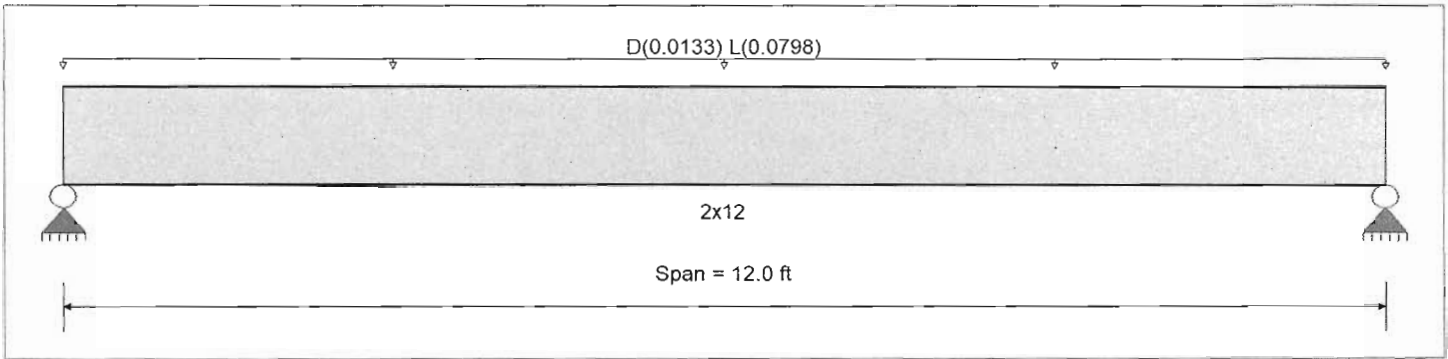 D(0.0133) L(0.0798)
2x12
Span = 12.0 ft